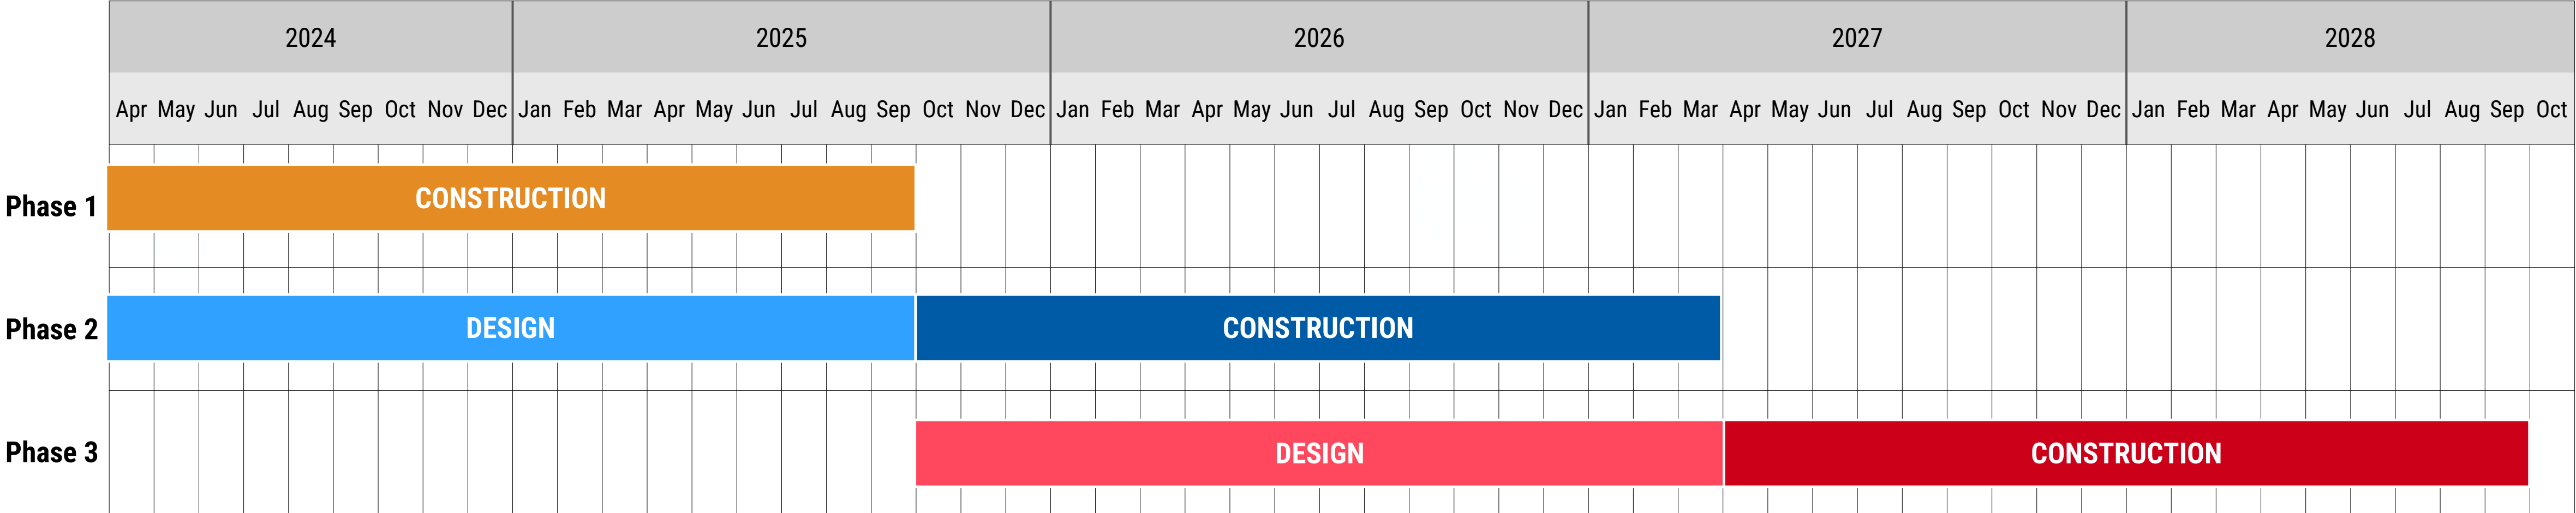 2024 2025 2026 2027 2028
Apr May Jun Jul Aug Sep Oct Nov Dec Jan Feb Mar Apr May Jun Jul Aug Sep Oct Nov Dec Jan Feb Mar Apr May Jun Jul Aug Sep Oct Nov Dec Jan Feb Mar Apr May Jun Jul Aug Sep Oct Nov Dec Jan Feb Mar Apr May Jun Jul Aug Sep Oct
Phase 1 CONSTRUCTION
Phase 2 DESIGN CONSTRUCTION
Phase 3 DESIGN CONSTRUCTION